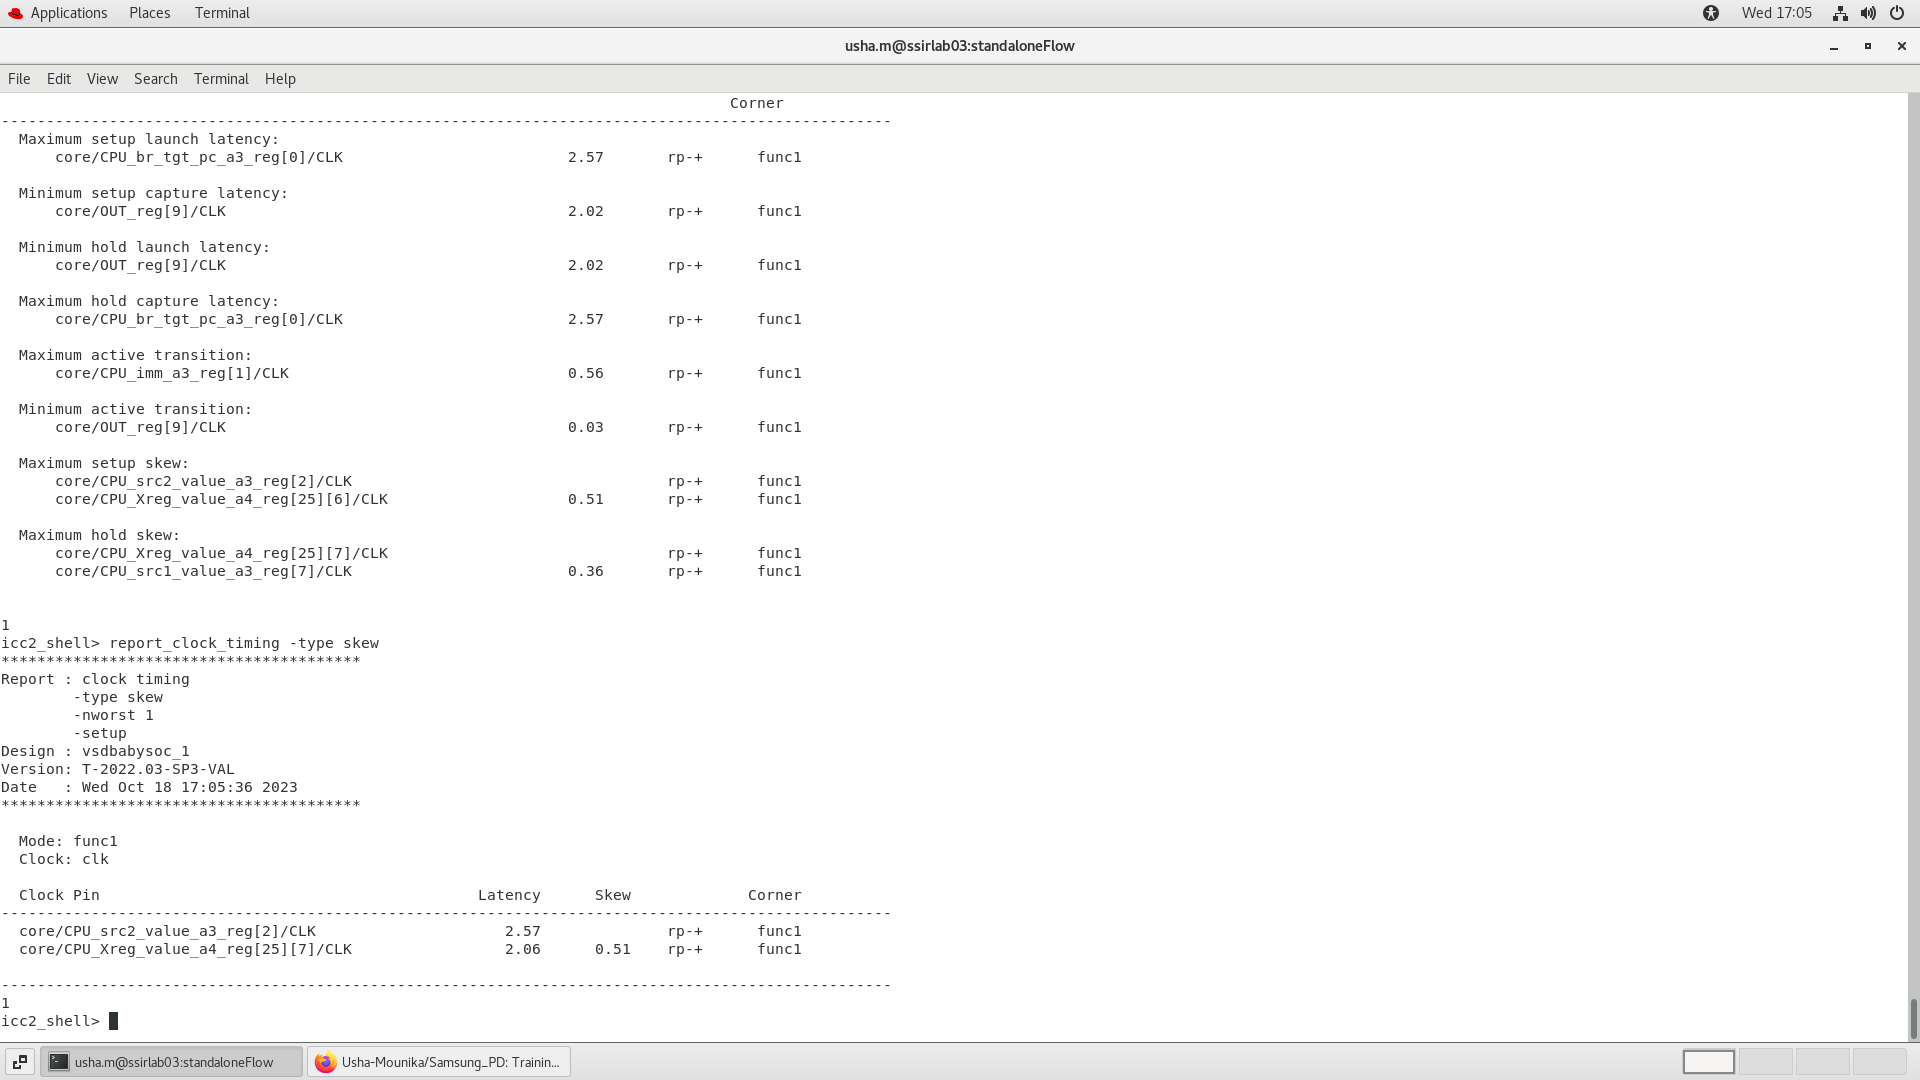 Applications Places Terminal Wed 17:05
usha.m@ssirlab03:standaloneFlow
File Edit View Search Terminal Help
Corner
---------------------------------------------------------------------------------------------------
Maximum setup launch latency:
core/CPU_br_tgt_pc_a3_reg[0]/CLK 2.57 rp-+ func1
Minimum setup capture latency:
core/OUT_reg[9]/CLK 2.02 rp-+ func1
Minimum hold launch latency:
core/OUT_reg[9]/CLK 2.02 rp-+ func1
Maximum hold capture latency:
core/CPU_br_tgt_pc_a3_reg[0]/CLK 2.57 rp-+ func1
Maximum active transition:
core/CPU_imm_a3_reg[1]/CLK 0.56 rp-+ func1
Minimum active transition:
core/OUT_reg[9]/CLK 0.03 rp-+ func1
Maximum setup skew:
core/CPU_src2_value_a3_reg[2]/CLK rp-+ func1
core/CPU_Xreg_value_a4_reg[25][6]/CLK 0.51 rp-+ func1
Maximum hold skew:
core/CPU_Xreg_value_a4_reg[25][7]/CLK rp-+ func1
core/CPU_src1_value_a3_reg[7]/CLK 0.36 rp-+ func1
1
icc2_shell> report_clock_timing -type skew
****************************************
Report : clock timing
-type skew
-nworst 1
-setup
Design : vsdbabysoc_1
Version: T-2022.03-SP3-VAL
Date : Wed Oct 18 17:05:36 2023
****************************************
Mode: func1
Clock: clk
Clock Pin Latency Skew Corner
---------------------------------------------------------------------------------------------------
core/CPU_src2_value_a3_reg[2]/CLK 2.57 rp-+ func1
core/CPU_Xreg_value_a4_reg[25][7]/CLK 2.06 0.51 rp-+ func1
---------------------------------------------------------------------------------------------------
1
icc2_shell>
usha.m@ssirlab03:standaloneFlow Usha-Mounika/Samsung_PD: Trainin...